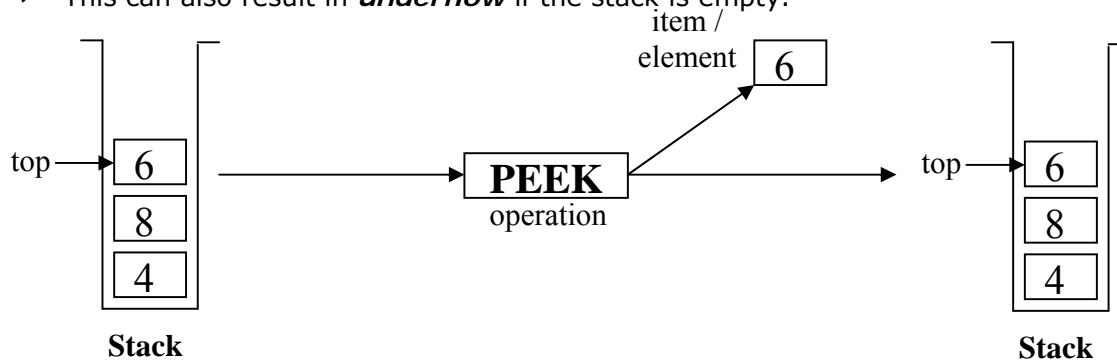 This can also result in underflow if the stack is empty.
item /
element
6
top
6
8
4
PEEK
operation
top
6
8
4
Stack
Stack